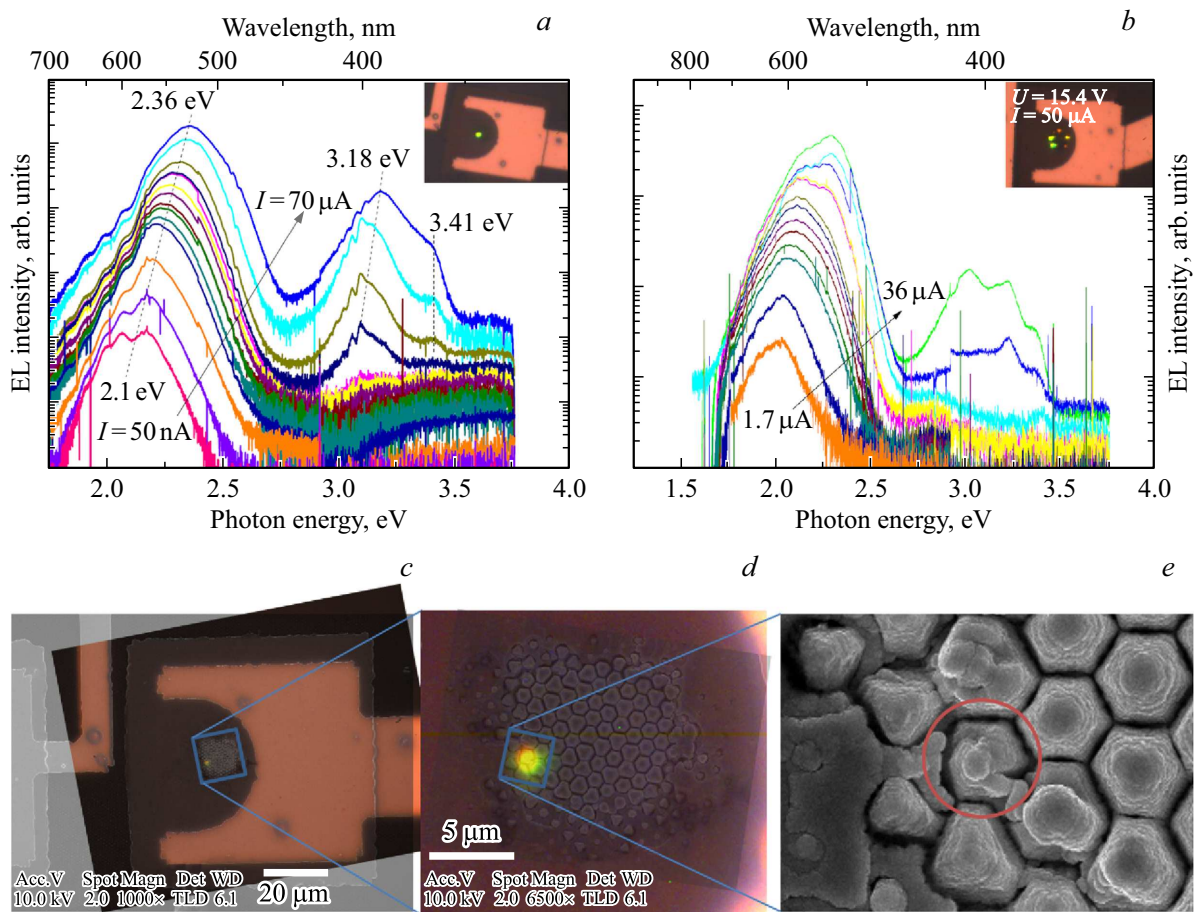 Wavelength, nm
a
700 600 500 400
2.36 eV
3.18 eV
I = 70 μA
3.41 eV
2.1 eV
I = 50 nA
EL intensity, arb. units
2.0 2.5 3.0 3.5 4.0
Photon energy, eV
Wavelength, nm
b
800 600 400
U = 15.4 V
I = 50 μA
36 μA
1.7 μA
EL intensity, arb. units
1.5 2.0 2.5 3.0 3.5 4.0
Photon energy, eV
c
20 μm
Acc.V Spot Magn Det WD
10.0 kV 2.0 1000× TLD 6.1
d
5 μm
Acc.V Spot Magn Det WD
10.0 kV 2.0 6500× TLD 6.1
e